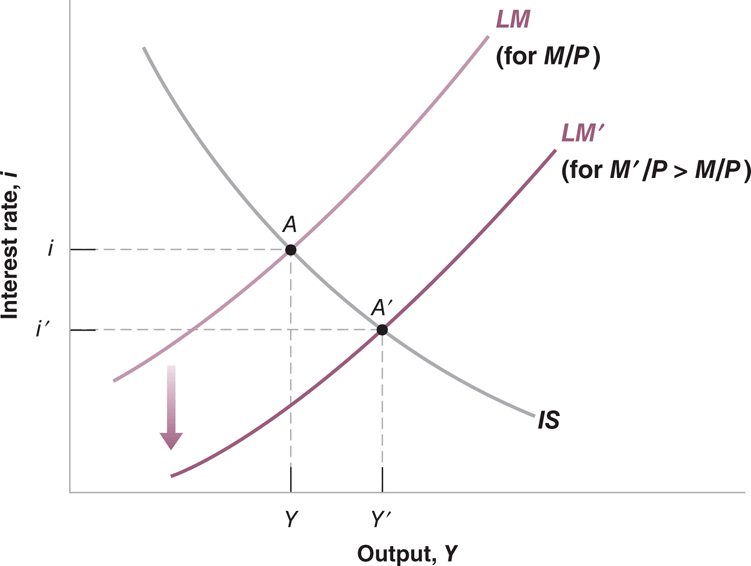 LM
(for M/P)
LM′
(for M′/P > M/P)
A
i
A′
i′
IS
Y
Y′
Output, Y
Interest rate, i